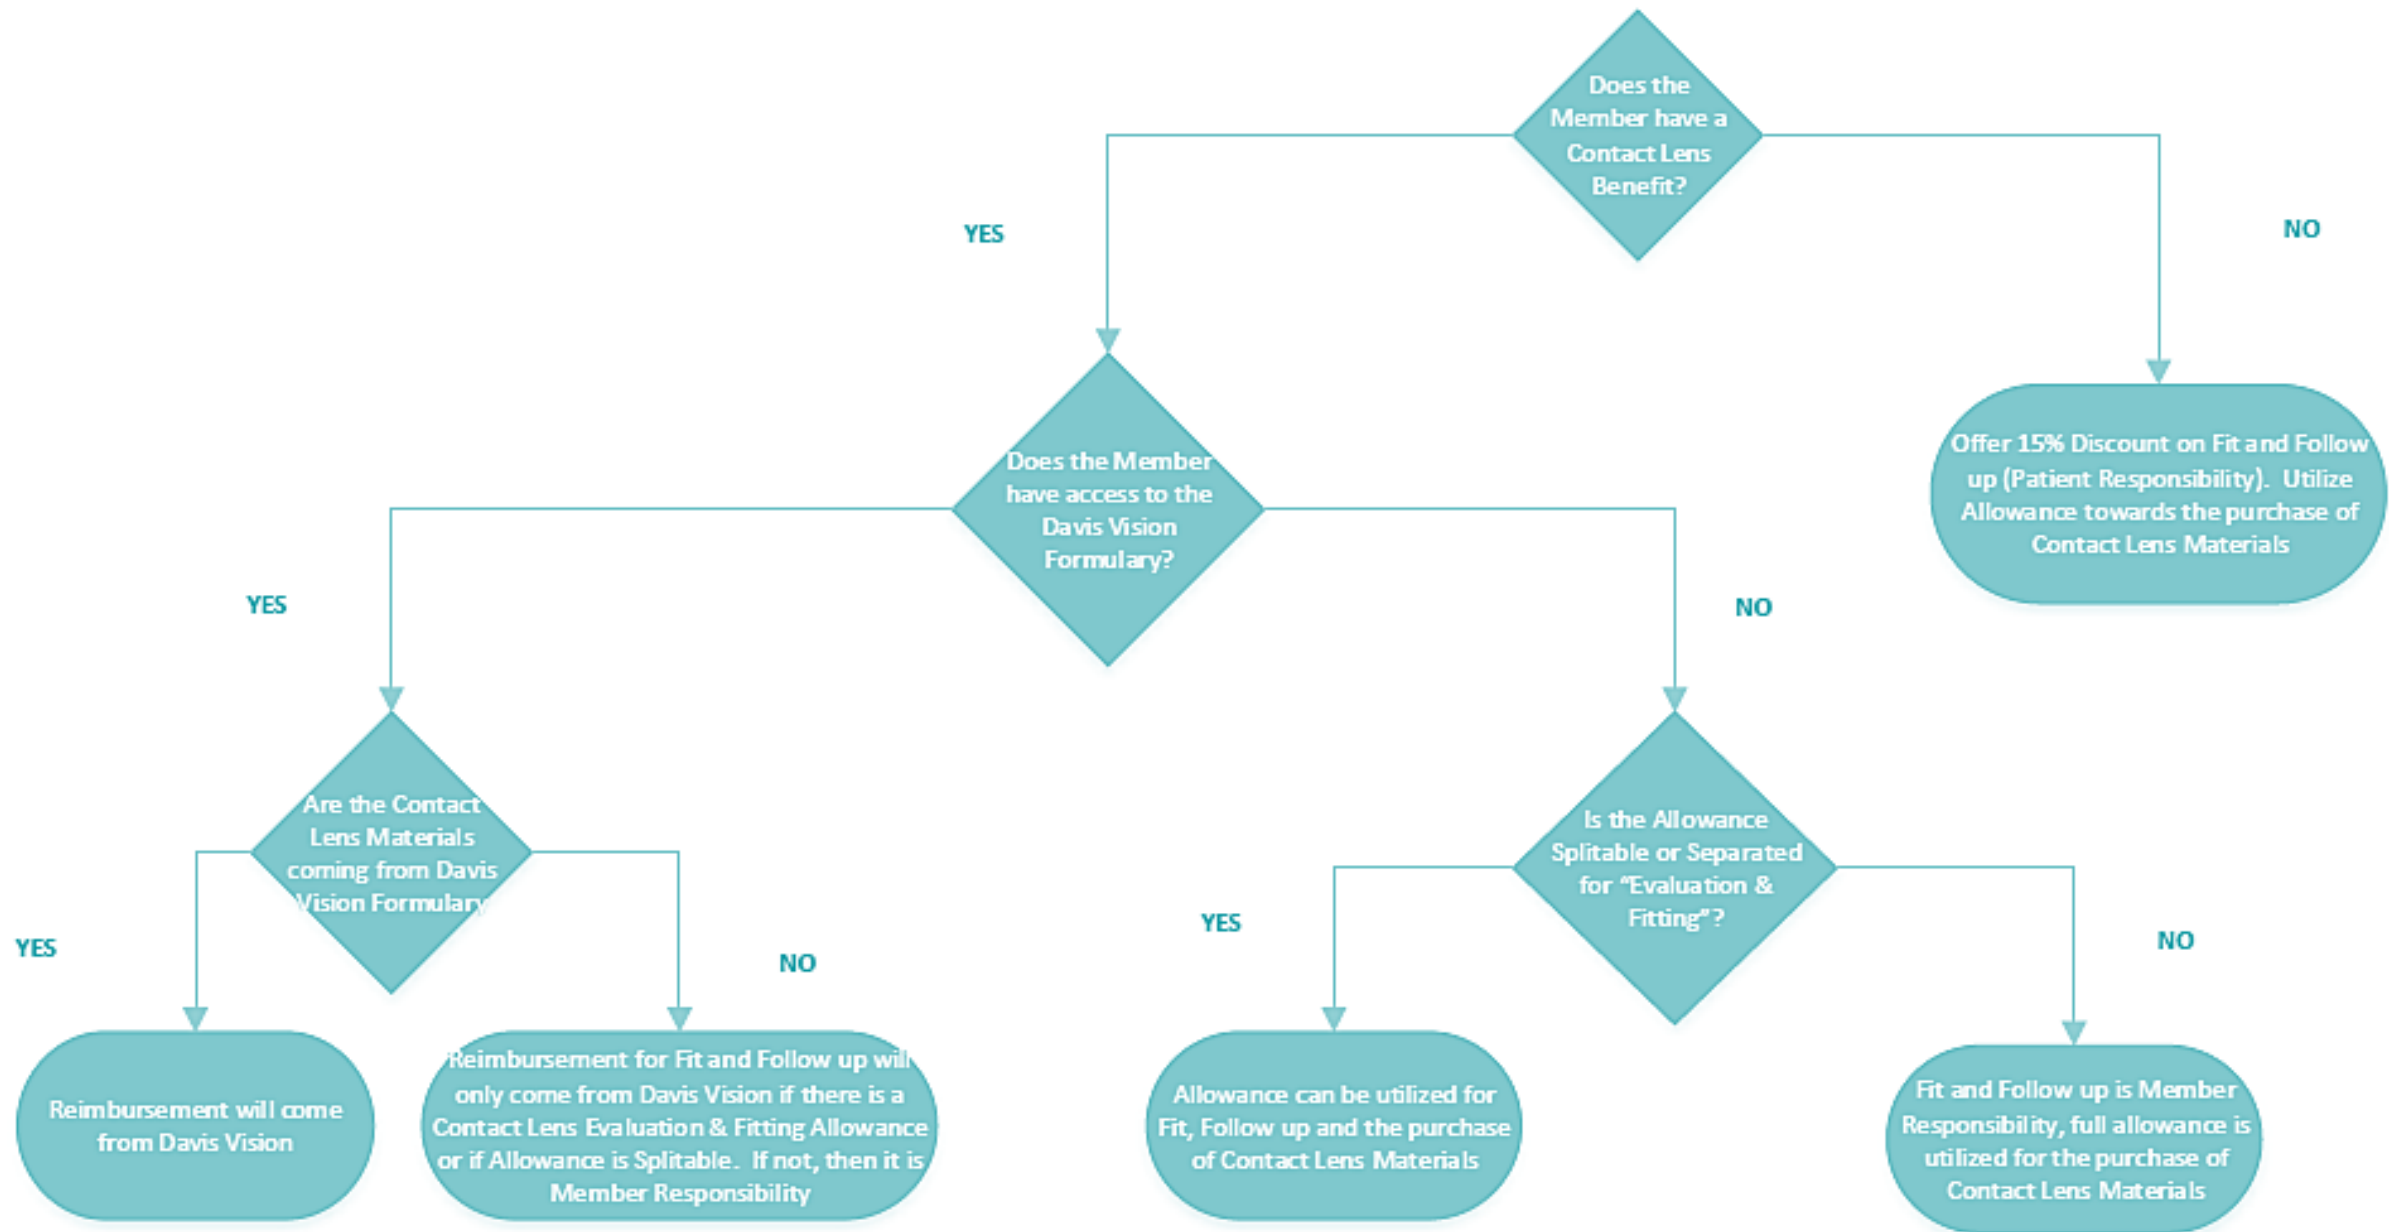 Does the
Member have a
Contact Lens
Benefit?
YES
NO
Does the Member
have access to the
Davis Vision
Formulary?
Offer 15% Discount on Fit and Follow
up (Patient Responsibility).  Utilize
Allowance towards the purchase of
Contact Lens Materials
YES
NO
Are the Contact
Lens Materials
coming from Davis
Vision Formulary
Is the Allowance
Splitable or Separated
for “Evaluation &
Fitting”?
YES
NO
YES
NO
Reimbursement will come
from Davis Vision
Reimbursement for Fit and Follow up will
only come from Davis Vision if there is a
Contact Lens Evaluation & Fitting Allowance
or if Allowance is Splitable.  If not, then it is
Member Responsibility
Allowance can be utilized for
Fit, Follow up and the purchase
of Contact Lens Materials
Fit and Follow up is Member
Responsibility, full allowance is
utilized for the purchase of
Contact Lens Materials